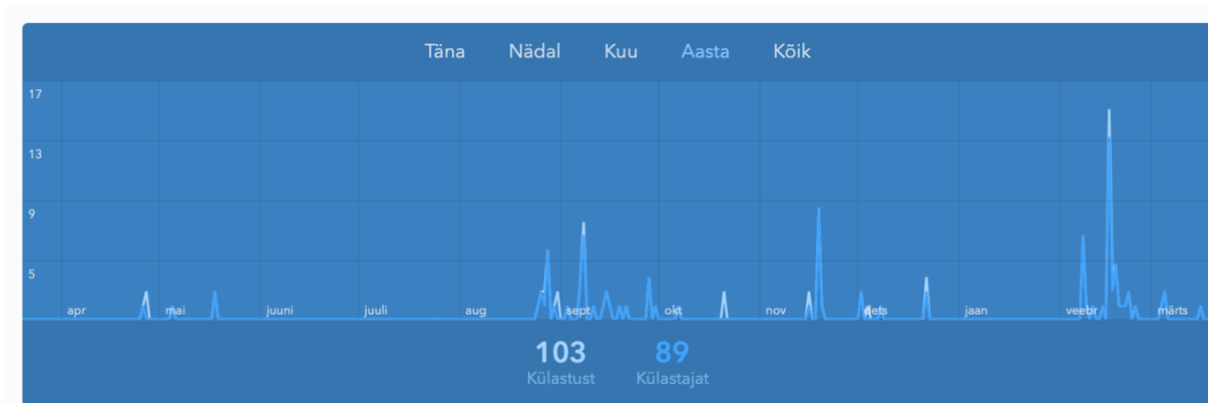 Täna Nädal Kuu Aasta Kõik
17
13
9
5
apr mai juuni juuli aug sept okt nov dets jaan veebr märts
103 89
Külastust Külastajat